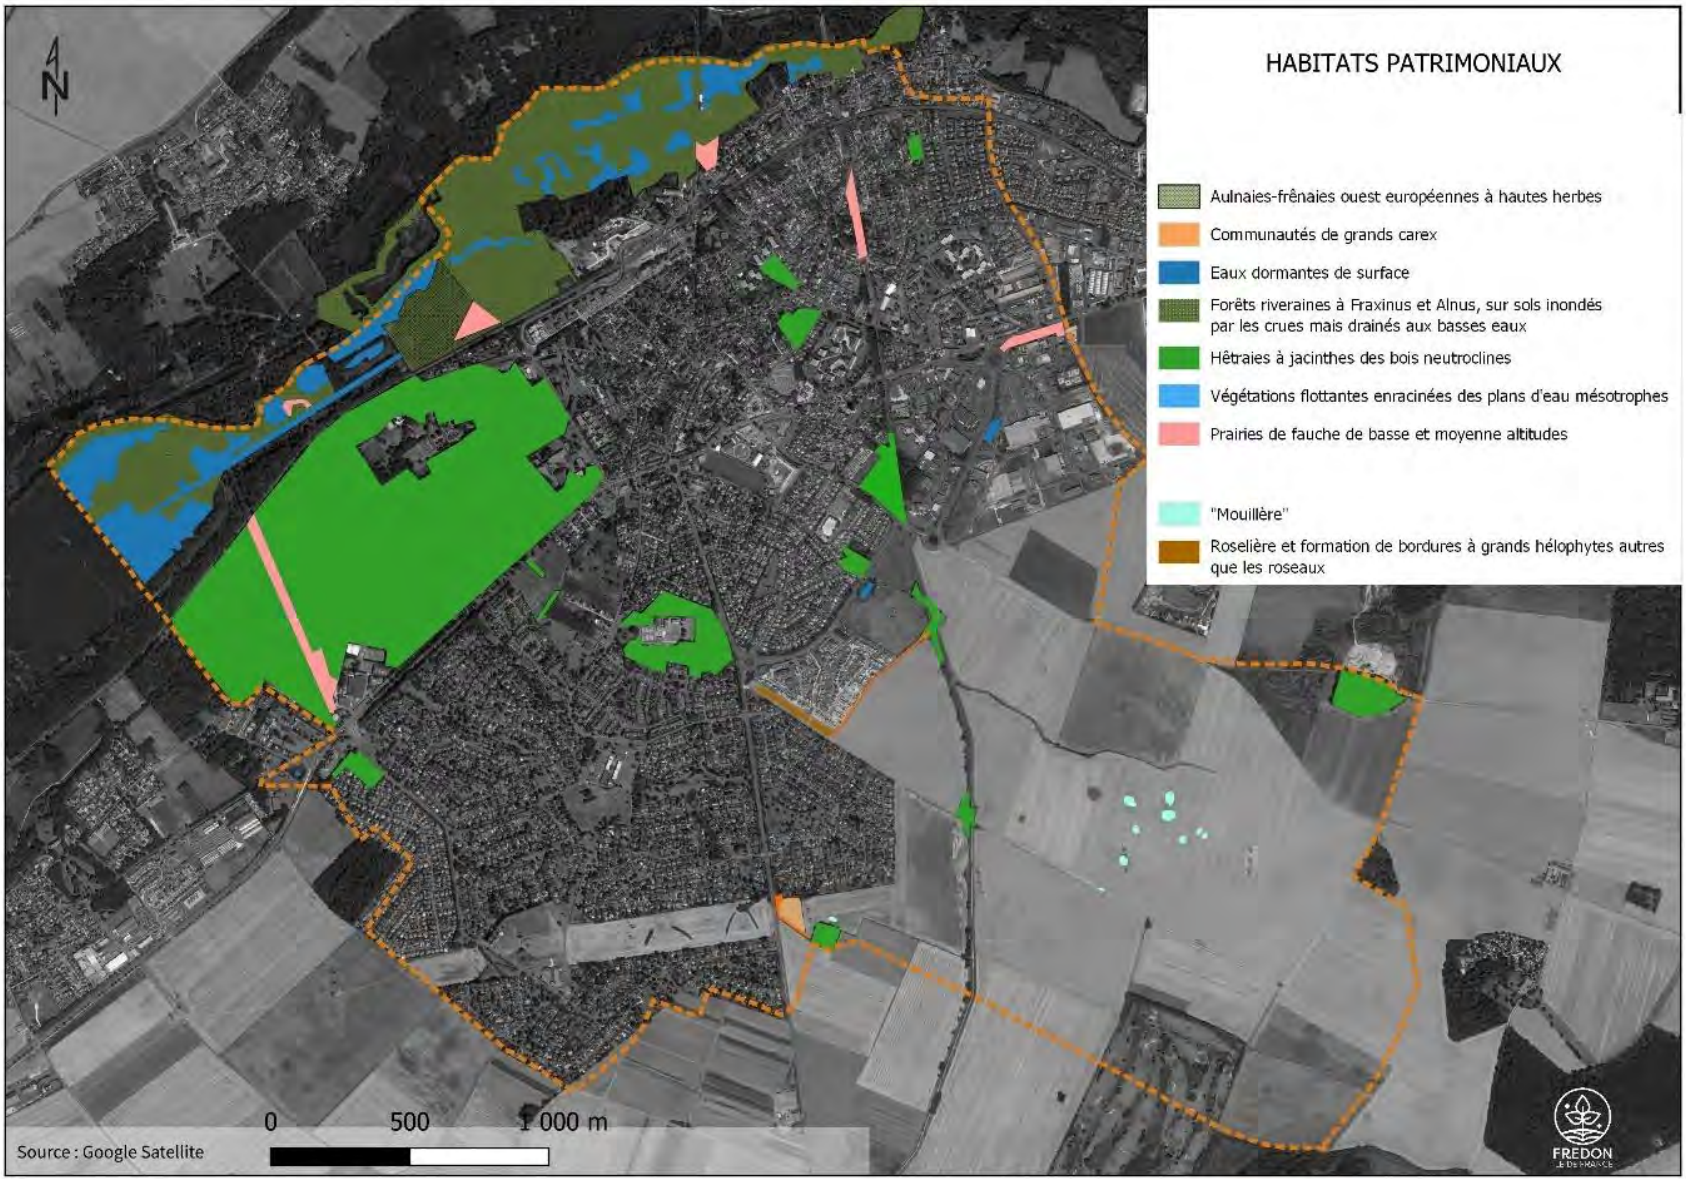 N
HABITATS PATRIMONIAUX
Aulnaies-frênaies ouest européennes à hautes herbes
Communautés de grands carex
Eaux dormantes de surface
Forêts riveraines à Fraxinus et Alnus, sur sols inondés
par les crues mais drainés aux basses eaux
Hêtraies à jacinthes des bois neutroclines
Végétations flottantes enracinées des plans d'eau mésotrophes
Prairies de fauche de basse et moyenne altitudes
"Mouillère"
Roselière et formation de bordures à grands hélophytes autres
que les roseaux
0 500 1 000 m
Source : Google Satellite
FREDON
ILE DE FRANCE